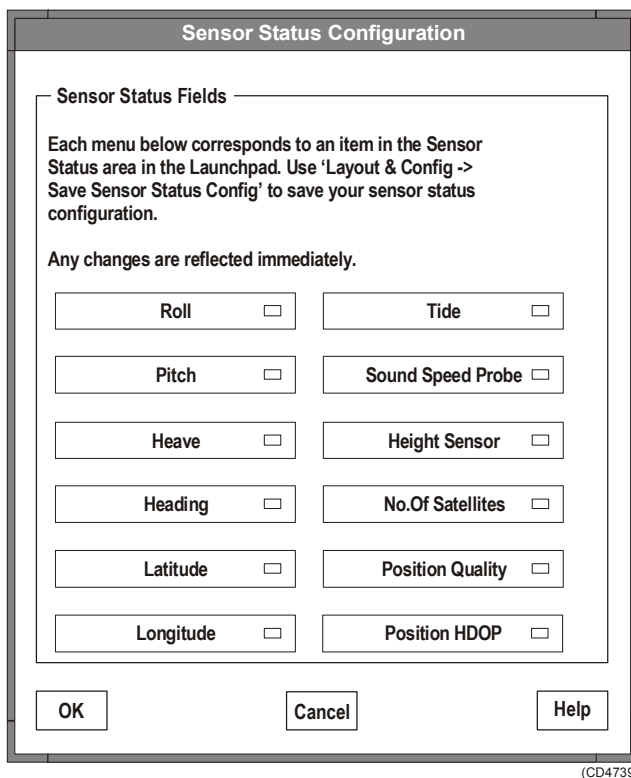 Sensor Status Configuration
Sensor Status Fields
Each menu below corresponds to an item in the Sensor
Status area in the Launchpad. Use ‘Layout & Config ->
Save Sensor Status Config’ to save your sensor status
configuration.
Any changes are reflected immediately.
Roll
Tide
Pitch
Sound Speed Probe
Heave
Height Sensor
Heading
No.Of Satellites
Latitude
Position Quality
Longitude
Position HDOP
OK
Cancel
Help
(CD4739